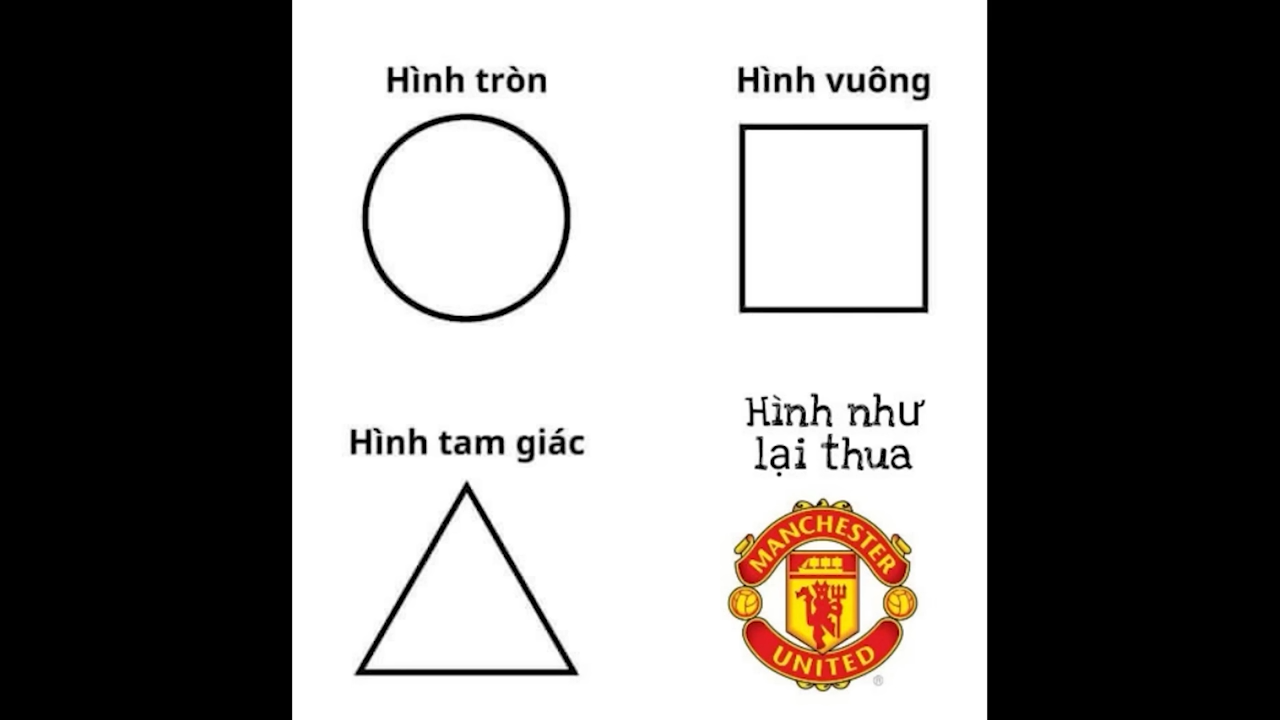 Hình tròn
Hình vuông
Hình tam giác
Hình như
lại thua
MANCHESTER
UNITED
®